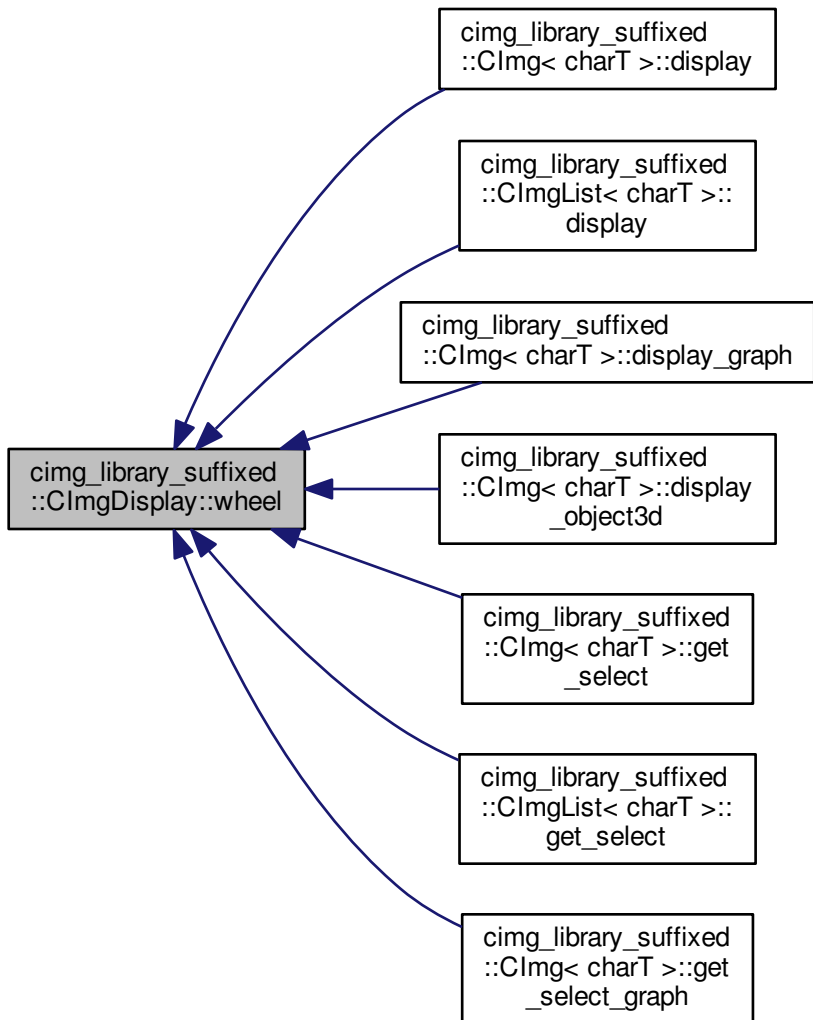 cimg_library_suffixed
::CImg< charT >::display
cimg_library_suffixed
::CImgList< charT >::
display
cimg_library_suffixed
::CImg< charT >::display_graph
cimg_library_suffixed
::CImgDisplay::wheel
cimg_library_suffixed
::CImg< charT >::display
_object3d
cimg_library_suffixed
::CImg< charT >::get
_select
cimg_library_suffixed
::CImgList< charT >::
get_select
cimg_library_suffixed
::CImg< charT >::get
_select_graph